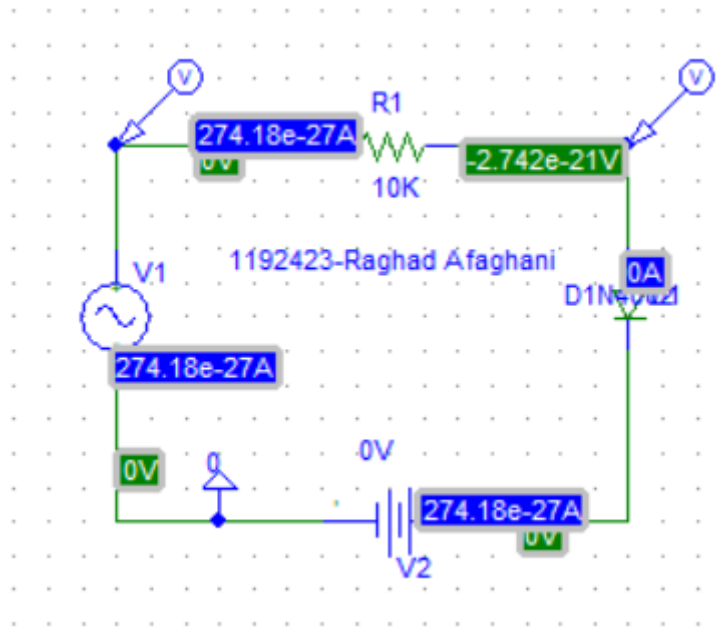 V
V
R1
274.18e-27A
0V
-2.742e-21V
10K
1192423-Raghad Afaghani
V1
0A
274.18e-27A
0V
0
0V
274.18e-27A
0V
V2